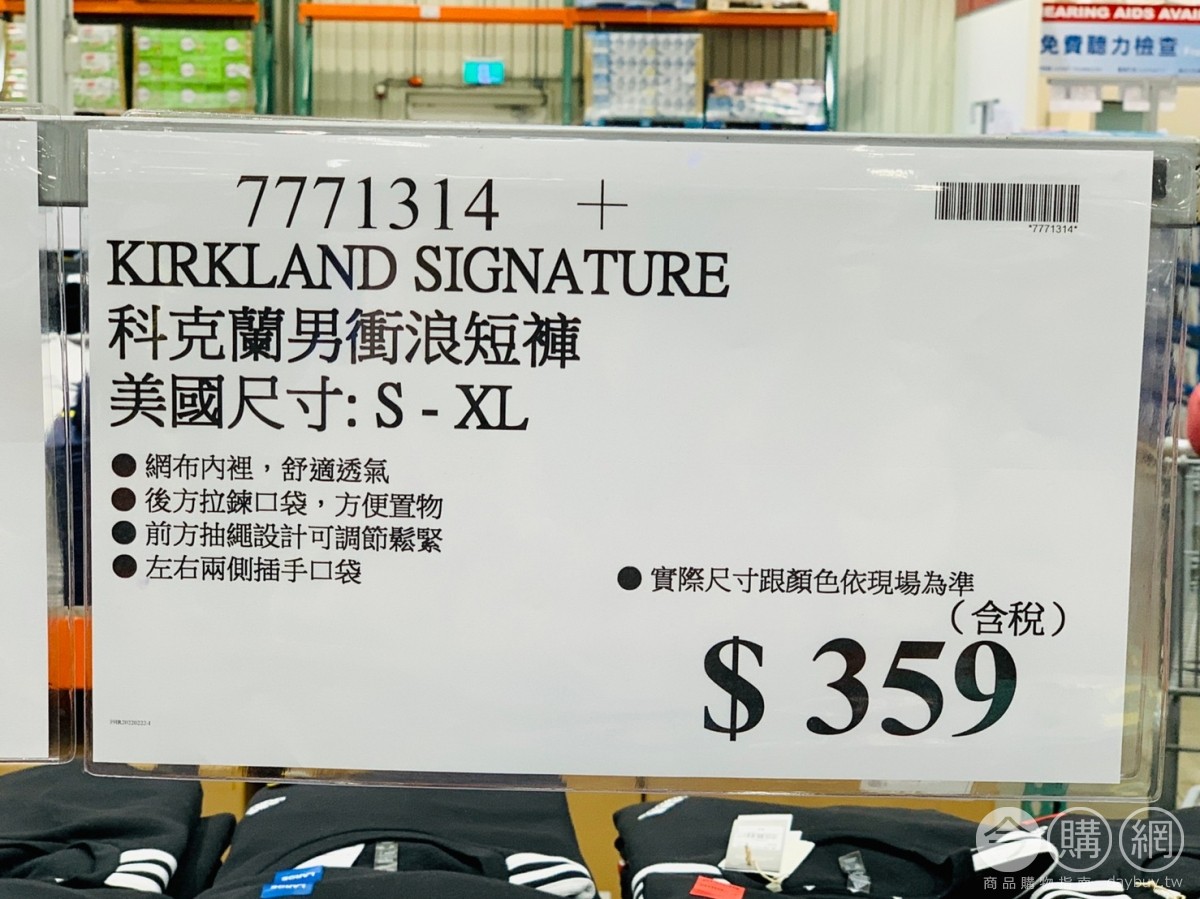 EARING AIDS AVAI
免費聽力檢查
7771314 +
*7771314*
KIRKLAND SIGNATURE
科克蘭男衝浪短褲
美國尺寸: S - XL
● 網布內裡，舒適透氣
● 後方拉鍊口袋，方便置物
● 前方抽繩設計可調節鬆緊
● 左右兩側插手口袋
● 實際尺寸跟顏色依現場為準
（含稅）
$ 359
LARGE
今購網
商品購物指南 daybuy.tw